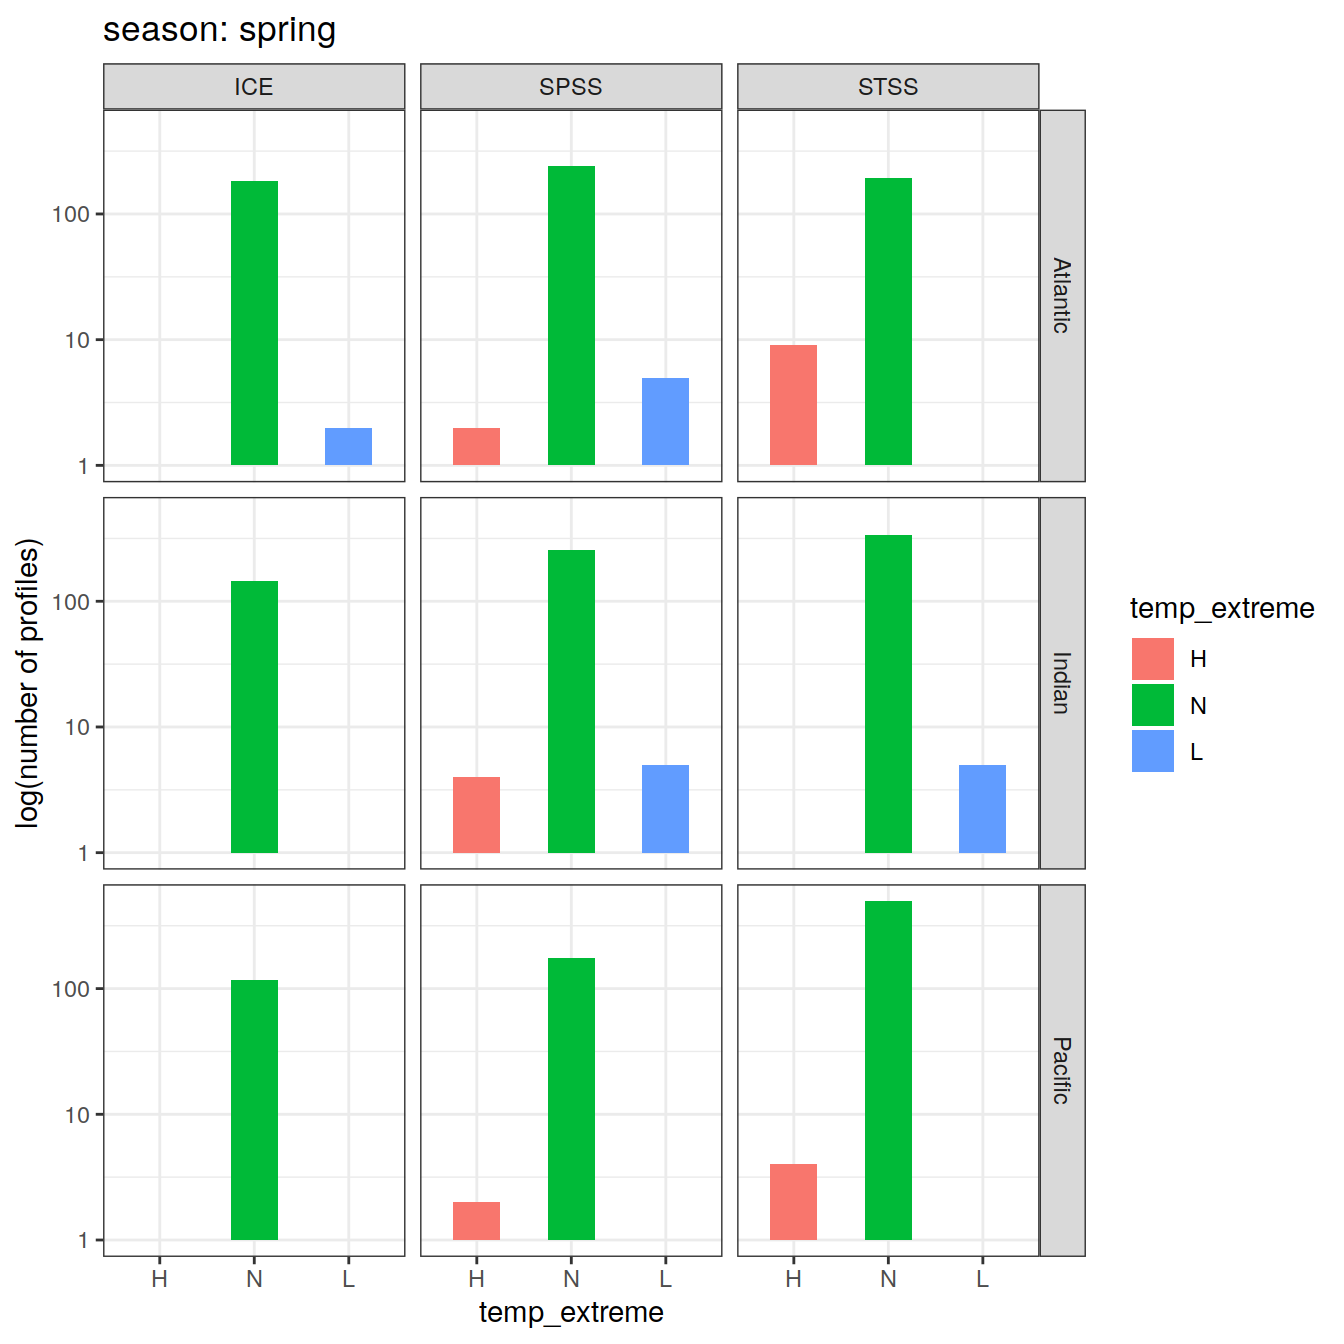 season: spring
ICE SPSS STSS
100
10
1
Atlantic
100
10
1
Indian
100
10
1
Pacific
log(number of profiles)
H N L H N L H N L
temp_extreme
temp_extreme
H
N
L